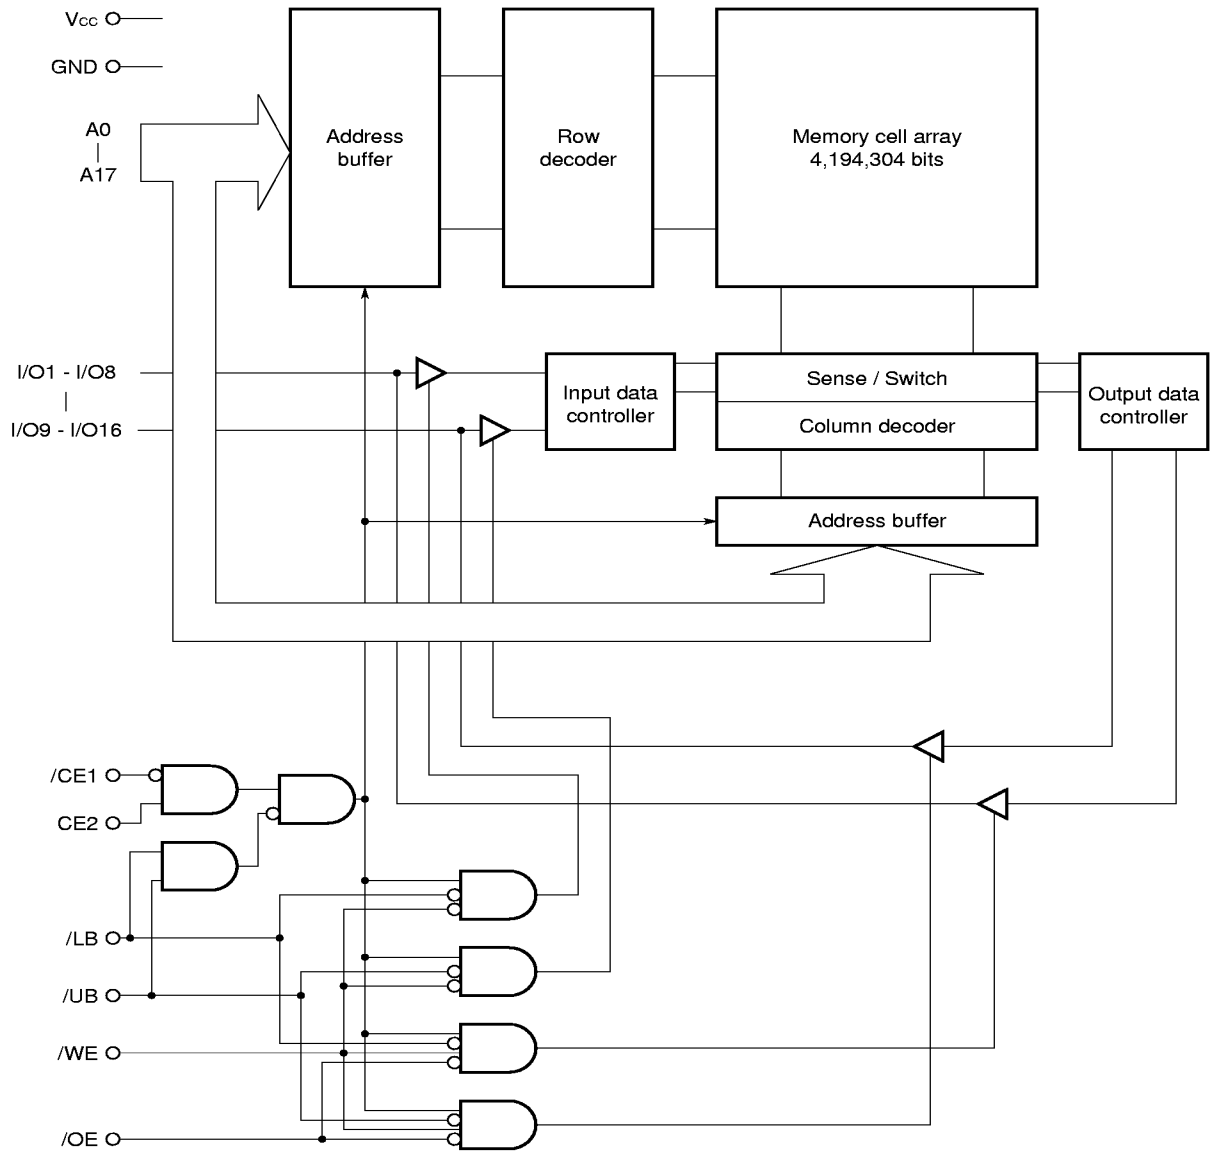 Vcc
GND
A0
|
A17
Address
buffer
Row
decoder
Memory cell array
4,194,304 bits
I/O1 - I/O8
|
I/O9 - I/O16
Input data
controller
Sense / Switch
Column decoder
Output data
controller
Address buffer
/CE1
CE2
/LB
/UB
/WE
/OE